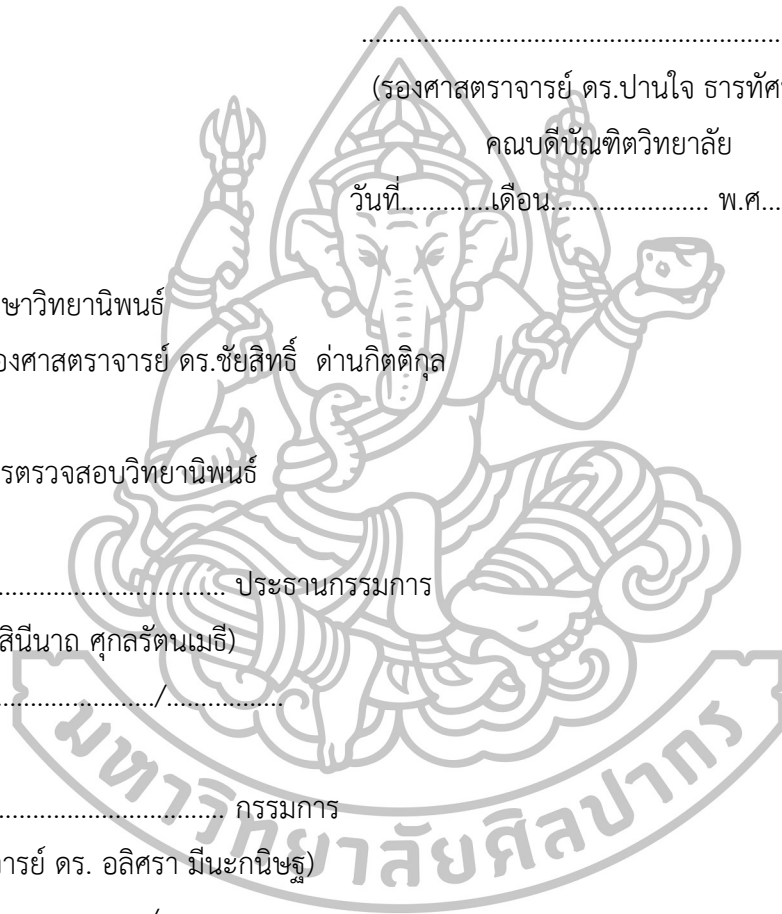 ....................................................................
(รองศาสตราจารย์ ดร.ปานใจ
คณบดีบัณฑิตวิทยาลัย
วันที่.............เดือน....................... พ.ศ...
ษาวิทยานิพนธ์
องศาสตราจารย์ ดร.ชัยสิทธิ์ ด่านกิตติกุล
รตรวจสอบวิทยานิพนธ์
.................................. ประธานกรรมการ
สินีนาถ ศุกลรัตนเมธี)
......................./.................
.................................. กรรมการ
ารย์ ดร. อลิศรา มีนะกนิษฐ)
มหาวิทยาลัยศิลปากร